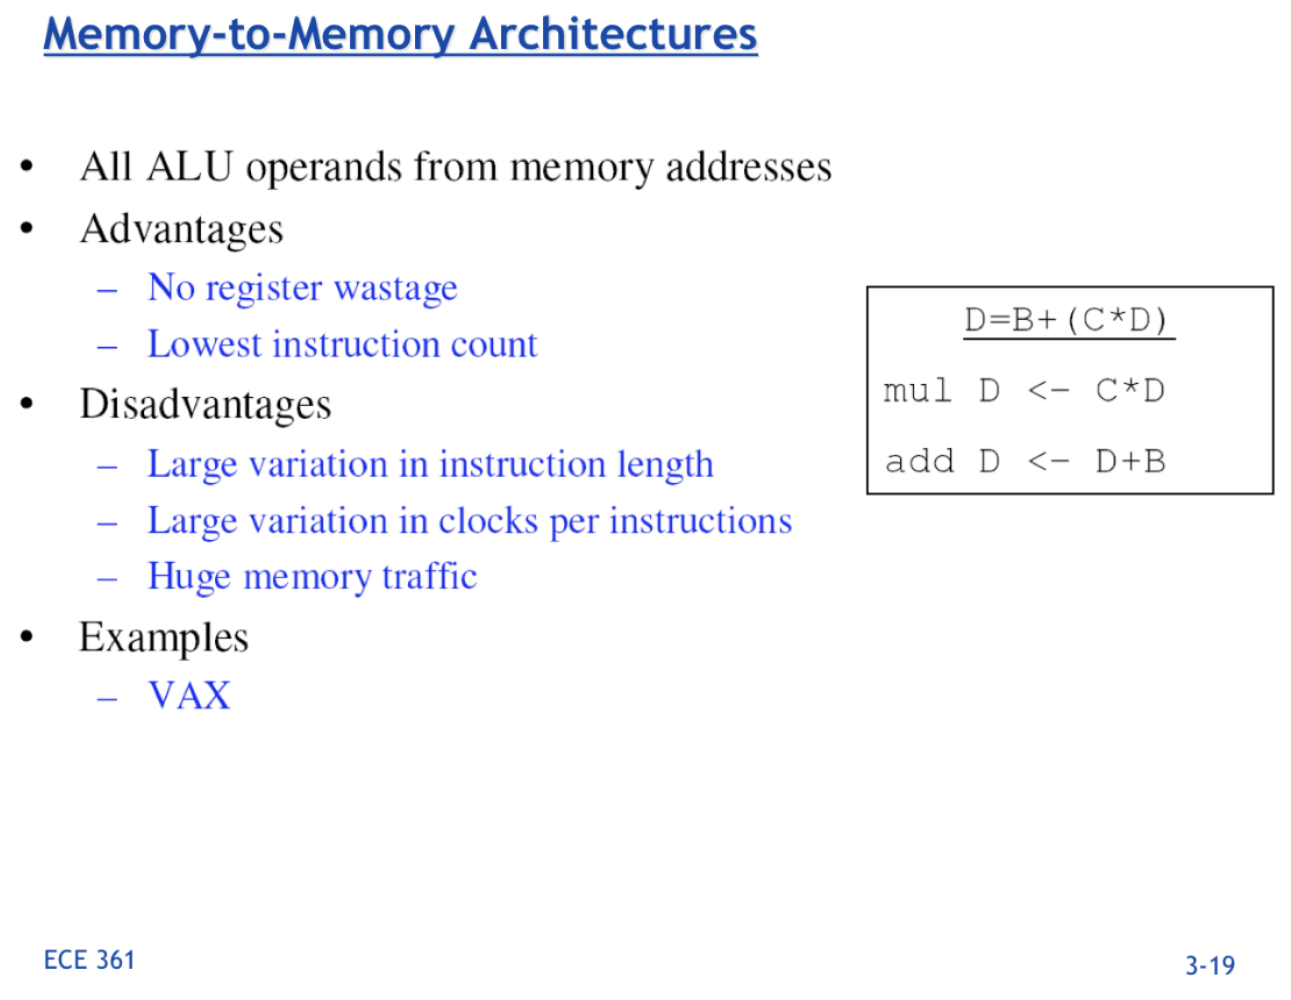 Memory-to-Memory Architectures
• All ALU operands from memory addresses
• Advantages
– No register wastage
– Lowest instruction count
• Disadvantages
– Large variation in instruction length
– Large variation in clocks per instructions
– Huge memory traffic
• Examples
– VAX
D=B+(C*D)
mul D <- C*D
add D <- D+B
ECE 361
3-19